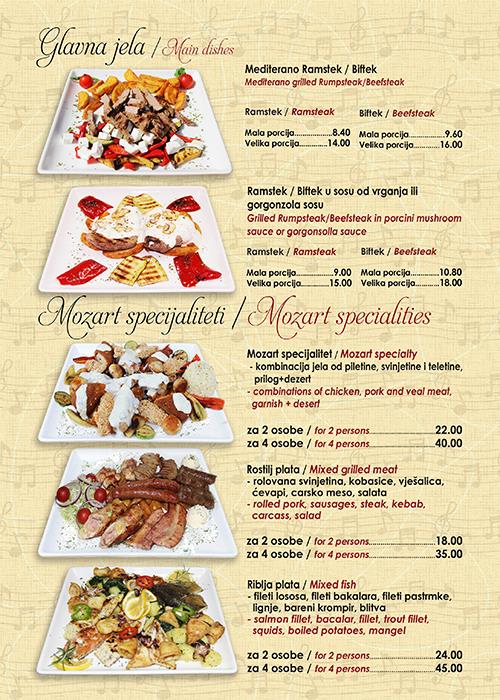 Glavna jela / Main dishes
Mediterano Ramstek / Biftek
Mediterino grilled Rumpsteak/Beefsteak
Ramstek / Ramsteak
Biftek / Beefsteak
Mala porcija..............8.40
Mala porcija..............9.60
Velika porcija..........14.00
Velika porcija...........16.00
Ramstek / Biftek u sosu od vrganja ili
gorgonzola sosu
Grilled Rumpsteak/Beefsteak in porcini mushroom
sauce or gorgonsolla sauce
Ramstek / Ramsteak
Biftek / Beefsteak
Mala porcija..............9.00
Mala porcija............10.80
Velika porcija...........15.00
Velika porcija...........18.00
Mozart specijaliteti / Mozart specialities
Mozart specijalitet / Mozart specialty
- kombinacija jela od piletine, svinjetine i teletine,
prilog+dezert
- combinations of chicken, pork and veal meat,
garnish + desert
za 2 osobe / for 2 persons......................22.00
za 4 osobe / for 4 persons......................40.00
Rostilj plata / Mixed grilled meat
- rolovana svinjetina, kobasice, vješalica,
ćevapi, carsko meso, salata
- rolled pork, sausages, steak, kebab,
carcass, salad
za 2 osobe / for 2 persons......................18.00
za 4 osobe / for 4 persons......................35.00
Riblja plata / Mixed fish
- fileti lososa, fileti bakalara, fileti pastrmke,
lignje, bareni krompir, blitva
- salmon fillet, bacalar, fillet, trout fillet,
squids, boiled potatoes, mangel
za 2 osobe / for 2 persons......................24.00
za 4 osobe / for 4 persons......................45.00